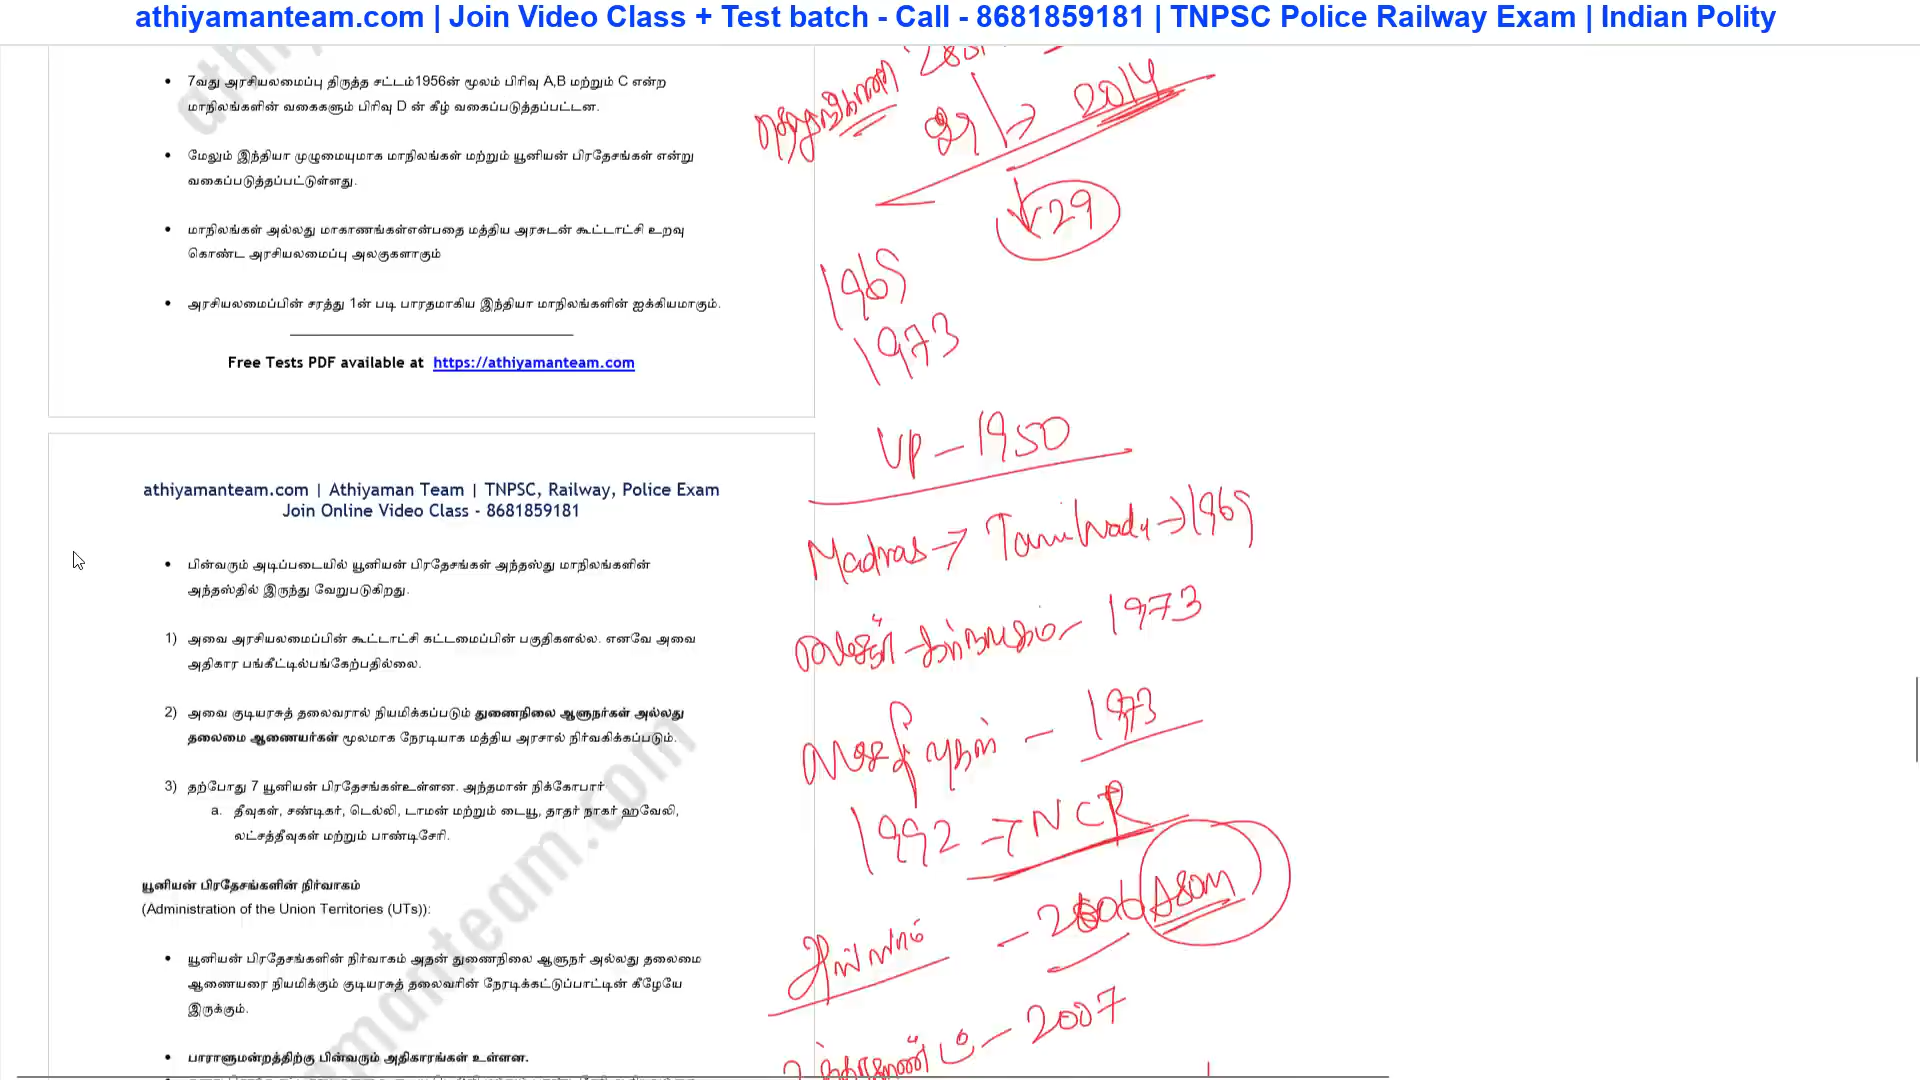 athiyamanteam.com | Join Video Class + Test batch - Call - 8681859181 | TNPSC Police Railway Exam | Indian Polity
7வது அரசியலமைப்பு திருத்த சட்டம்1956ன் மூலம் பிரிவு A,B மற்றும் C என்ற
மாநிலங்களின் வகைகளும் பிரிவு D ன் கீழ் வகைப்படுத்தப்பட்டன.
மேலும் இந்தியா முழுமையுமாக மாநிலங்கள் மற்றும் யூனியன் பிரதேசங்கள் என்று
வகைப்படுத்தப்பட்டுள்ளது.
மாநிலங்கள் அல்லது மாகாணங்கள்என்பதை மத்திய அரசுடன் கூட்டாட்சி உறவு
கொண்ட அரசியலமைப்பு அலகுகளாகும்
அரசியலமைப்பின் சரத்து 1ன் படி பாரதமாகிய இந்தியா மாநிலங்களின் ஐக்கியமாகும்.
Free Tests PDF available at https://athiyamanteam.com
athiyamanteam.com | Athiyaman Team | TNPSC, Railway, Police Exam
Join Online Video Class - 8681859181
பின்வரும் அடிப்படையில் யூனியன் பிரதேசங்கள் அந்தஸ்து மாநிலங்களின்
அந்தஸ்தில் இருந்து வேறுபடுகிறது.
1) அவை அரசியலமைப்பின் கூட்டாட்சி கட்டமைப்பின் பகுதிகளல்ல. எனவே அவை
அதிகார பங்கீட்டில்பங்கேற்பதில்லை.
2) அவை குடியரசுத் தலைவரால் நியமிக்கப்படும் துணைநிலை ஆளுநர்கள் அல்லது
தலைமை ஆணையர்கள் மூலமாக நேரடியாக மத்திய அரசால் நிர்வகிக்கப்படும்.
3) தற்போது 7 யூனியன் பிரதேசங்கள்உள்ளன. அந்தமான் நிக்கோபார்
a. தீவுகள், சண்டிகர், டெல்லி, டாமன் மற்றும் டையூ, தாதர் நாகர் ஹவேலி,
லட்சத்தீவுகள் மற்றும் பாண்டிசேரி.
யூனியன் பிரதேசங்களின் நிர்வாகம்
(Administration of the Union Territories (UTs)):
யூனியன் பிரதேசங்களின் நிர்வாகம் அதன் துணைநிலை ஆளுநர் அல்லது தலைமை
ஆணையரை நியமிக்கும் குடியரசுத் தலைவரின் நேரடிக்கட்டுப்பாட்டின் கீழேயே
இருக்கும்.
பாராளுமன்றத்திற்கு பின்வரும் அதிகாரங்கள் உள்ளன.
2014
29
1969
1973
UP - 1950
Madras → Tamilnadu → 1969
மைசூர் - கர்நாடகம் - 1973
1973
1992 → NCR
2006 Asom
2007